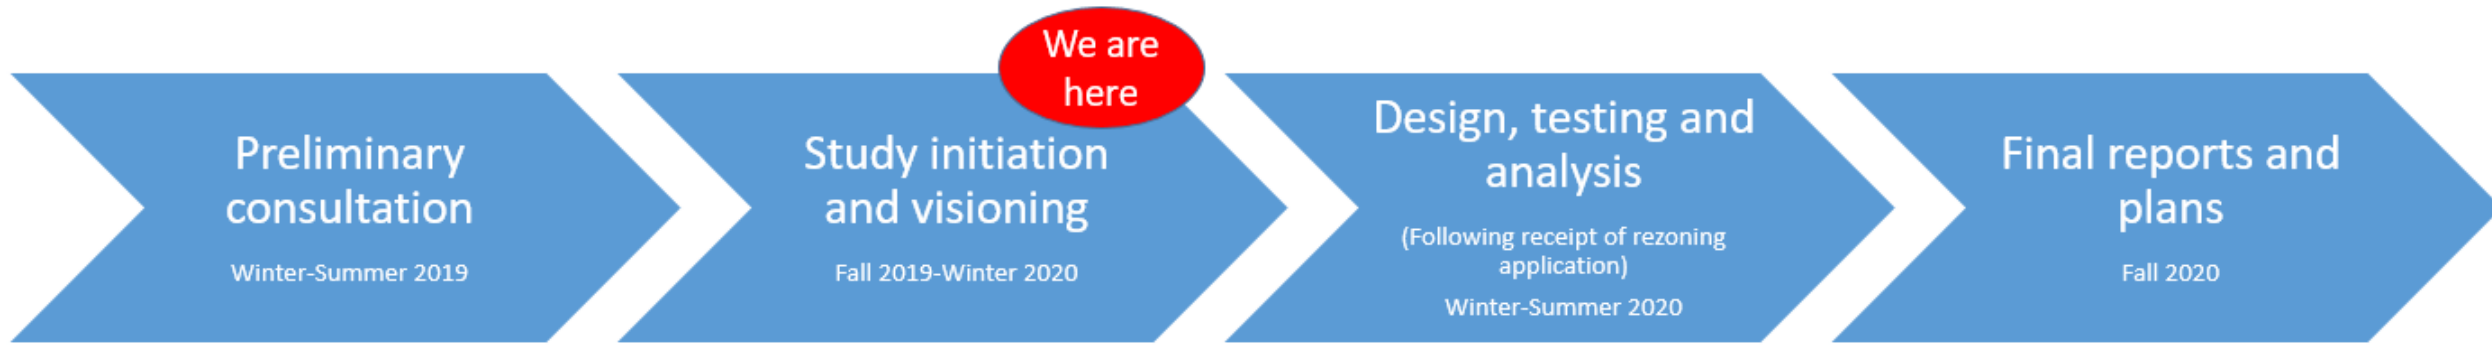 We are
here
Preliminary
consultation
Winter-Summer 2019
Study initiation
and visioning
Fall 2019-Winter 2020
Design, testing and
analysis
(Following receipt of rezoning
application)
Winter-Summer 2020
Final reports and
plans
Fall 2020